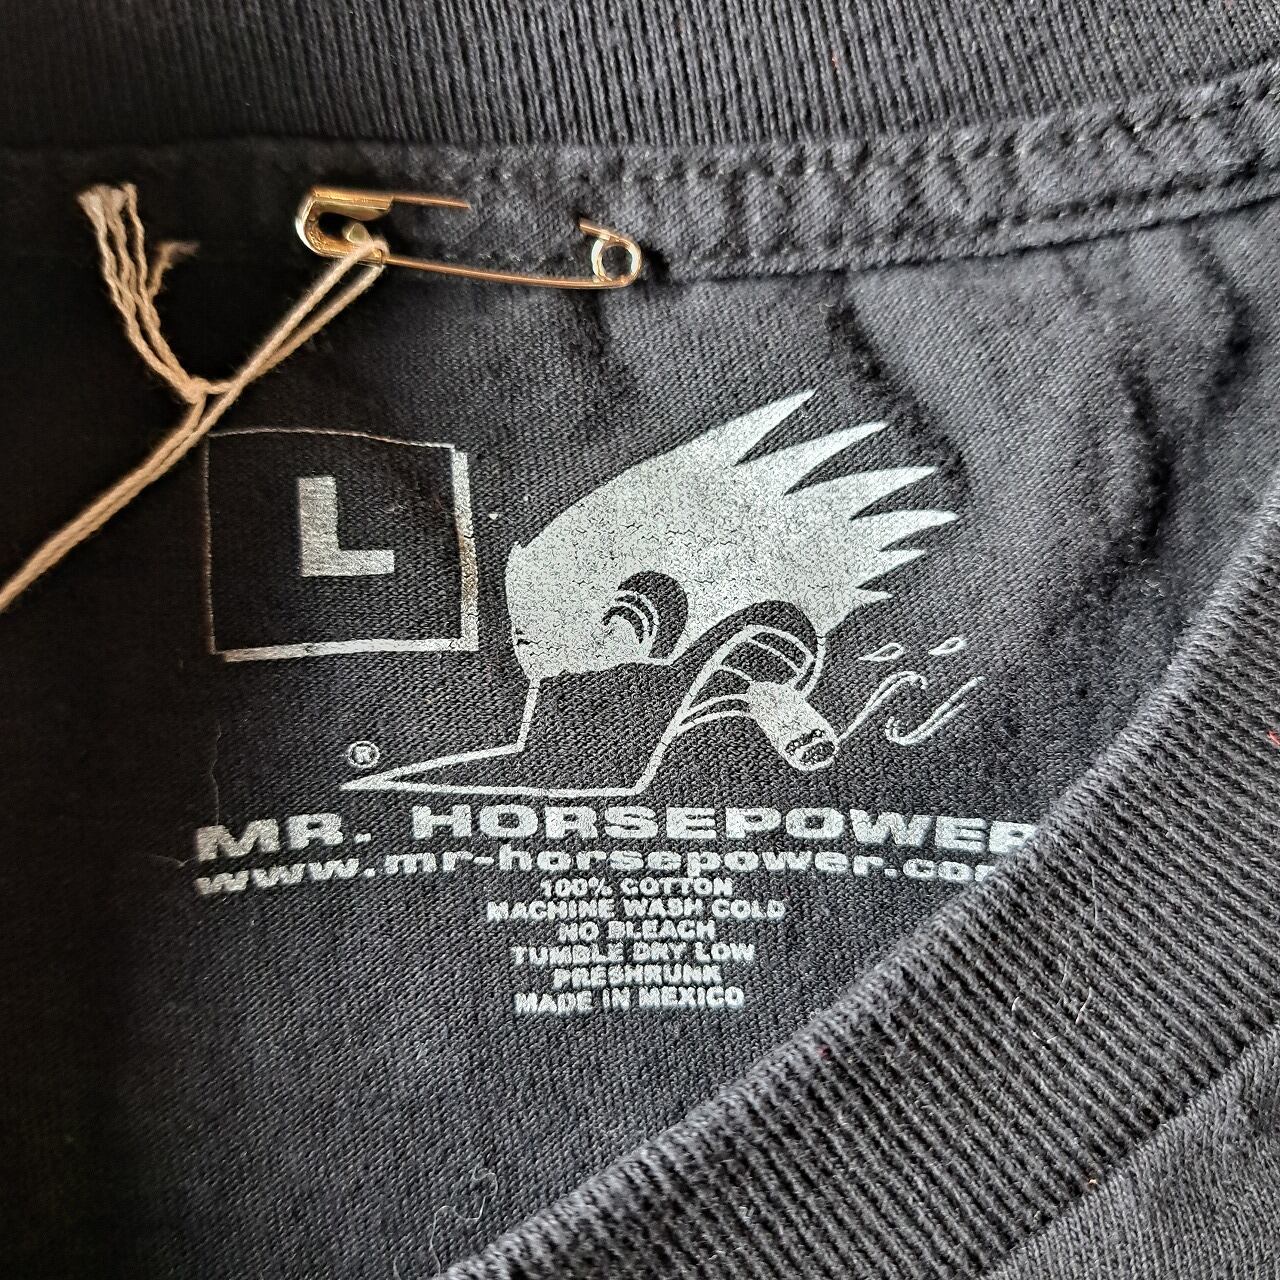 L
®
MR. HORSEPOWER
www.mr-horsepower.com
100% COTTON
MACHINE WASH COLD
NO BLEACH
TUMBLE DRY LOW
PRESHRUNK
MADE IN MEXICO